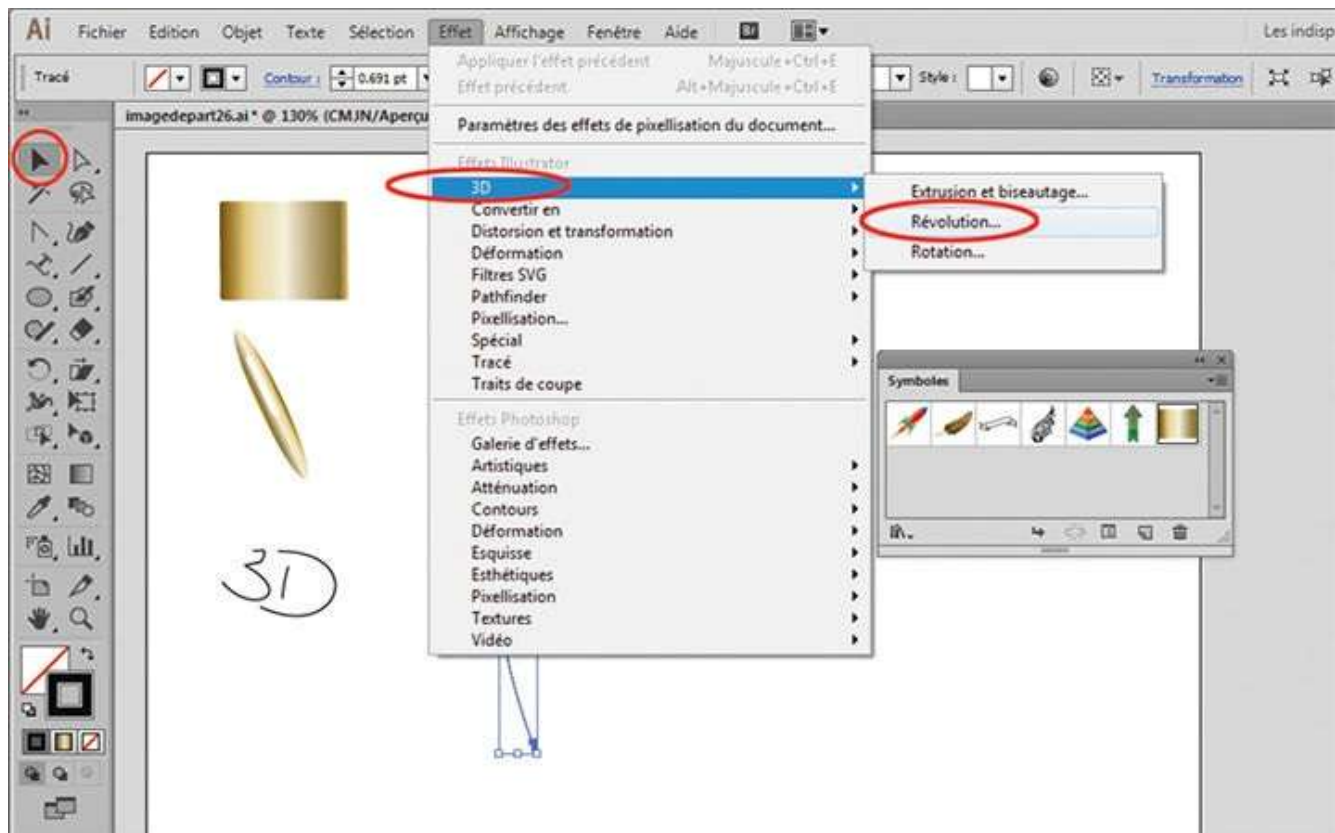 Ai Fichier Edition Objet Texte Sélection Effet Affichage Fenêtre Aide Br Les indisp
Tracé Contour : 0.691 pt Style : Transformation
imagedepart26.ai* @ 130% (CMJN/Aperçu
Appliquer l'effet précédent Majuscule+Ctrl+E
Effet précédent Alt+Majuscule+Ctrl+E
Paramètres des effets de pixellisation du document...
Effets Illustrator
3D
Convertir en
Distorsion et transformation
Déformation
Filtres SVG
Pathfinder
Pixellisation...
Spécial
Tracé
Traits de coupe
Effets Photoshop
Galerie d'effets...
Artistiques
Atténuation
Contours
Déformation
Esquisse
Esthétiques
Pixellisation
Textures
Vidéo
Extrusion et biseautage...
Révolution...
Rotation...
Symboles
3D